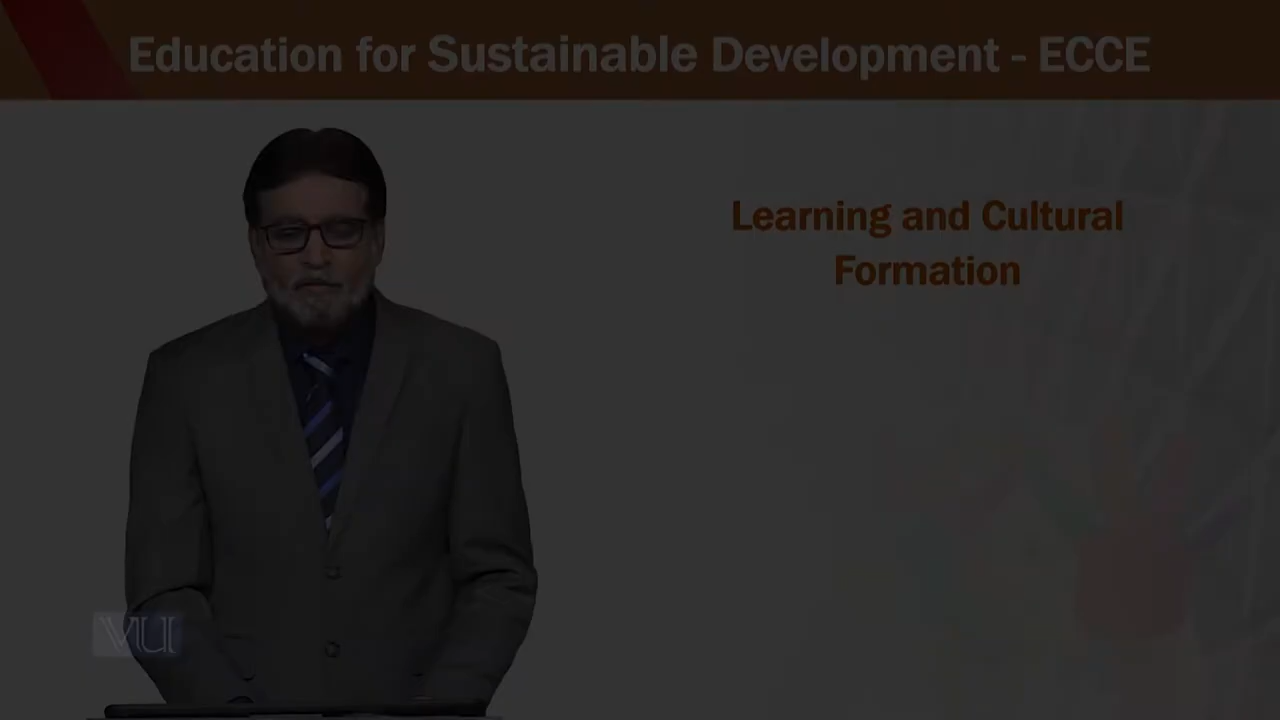 Education for Sustainable Development - ECCE
Learning and Cultural
Formation
VU